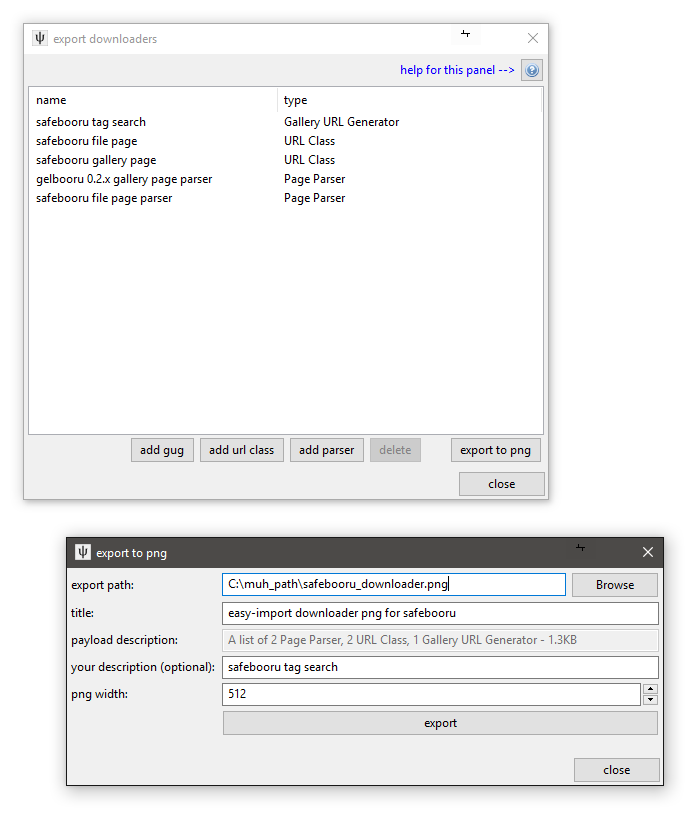 export downloaders
help for this panel -->
name type
safebooru tag search Gallery URL Generator
safebooru file page URL Class
safebooru gallery page URL Class
gelbooru 0.2.x gallery page parser Page Parser
safebooru file page parser Page Parser
add gug add url class add parser delete export to png
close
export to png
export path: C:\muh_path\safebooru_downloader.png Browse
title: easy-import downloader png for safebooru
payload description: A list of 2 Page Parser, 2 URL Class, 1 Gallery URL Generator - 1.3KB
your description (optional): safebooru tag search
png width: 512
export
close